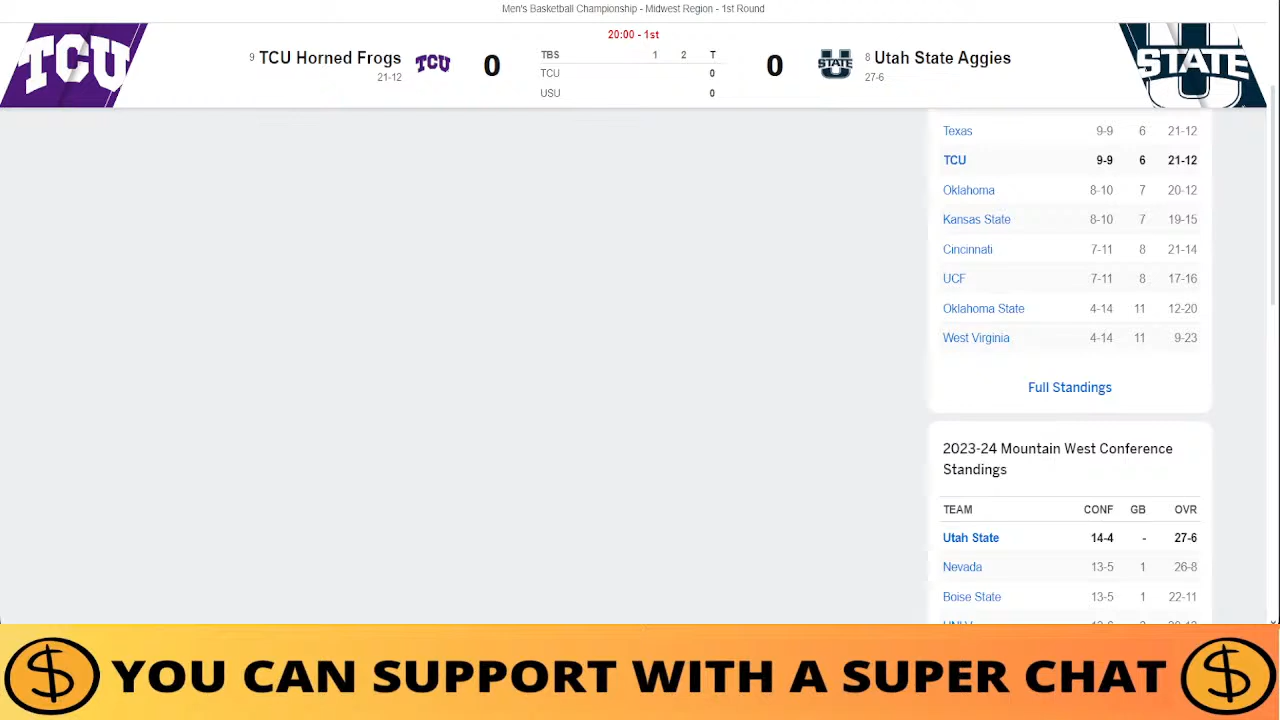 Men's Basketball Championship - Midwest Region - 1st Round
TCU
9 TCU Horned Frogs
21-12
TCU
0
20:00 - 1st
TBS 1 2 T
TCU 0
USU 0
0
U STATE
8 Utah State Aggies
27-6
U STATE
Texas 9-9 6 21-12
TCU 9-9 6 21-12
Oklahoma 8-10 7 20-12
Kansas State 8-10 7 19-15
Cincinnati 7-11 8 21-14
UCF 7-11 8 17-16
Oklahoma State 4-14 11 12-20
West Virginia 4-14 11 9-23
Full Standings
2023-24 Mountain West Conference
Standings
TEAM CONF GB OVR
Utah State 14-4 - 27-6
Nevada 13-5 1 26-8
Boise State 13-5 1 22-11
$ YOU CAN SUPPORT WITH A SUPER CHAT $